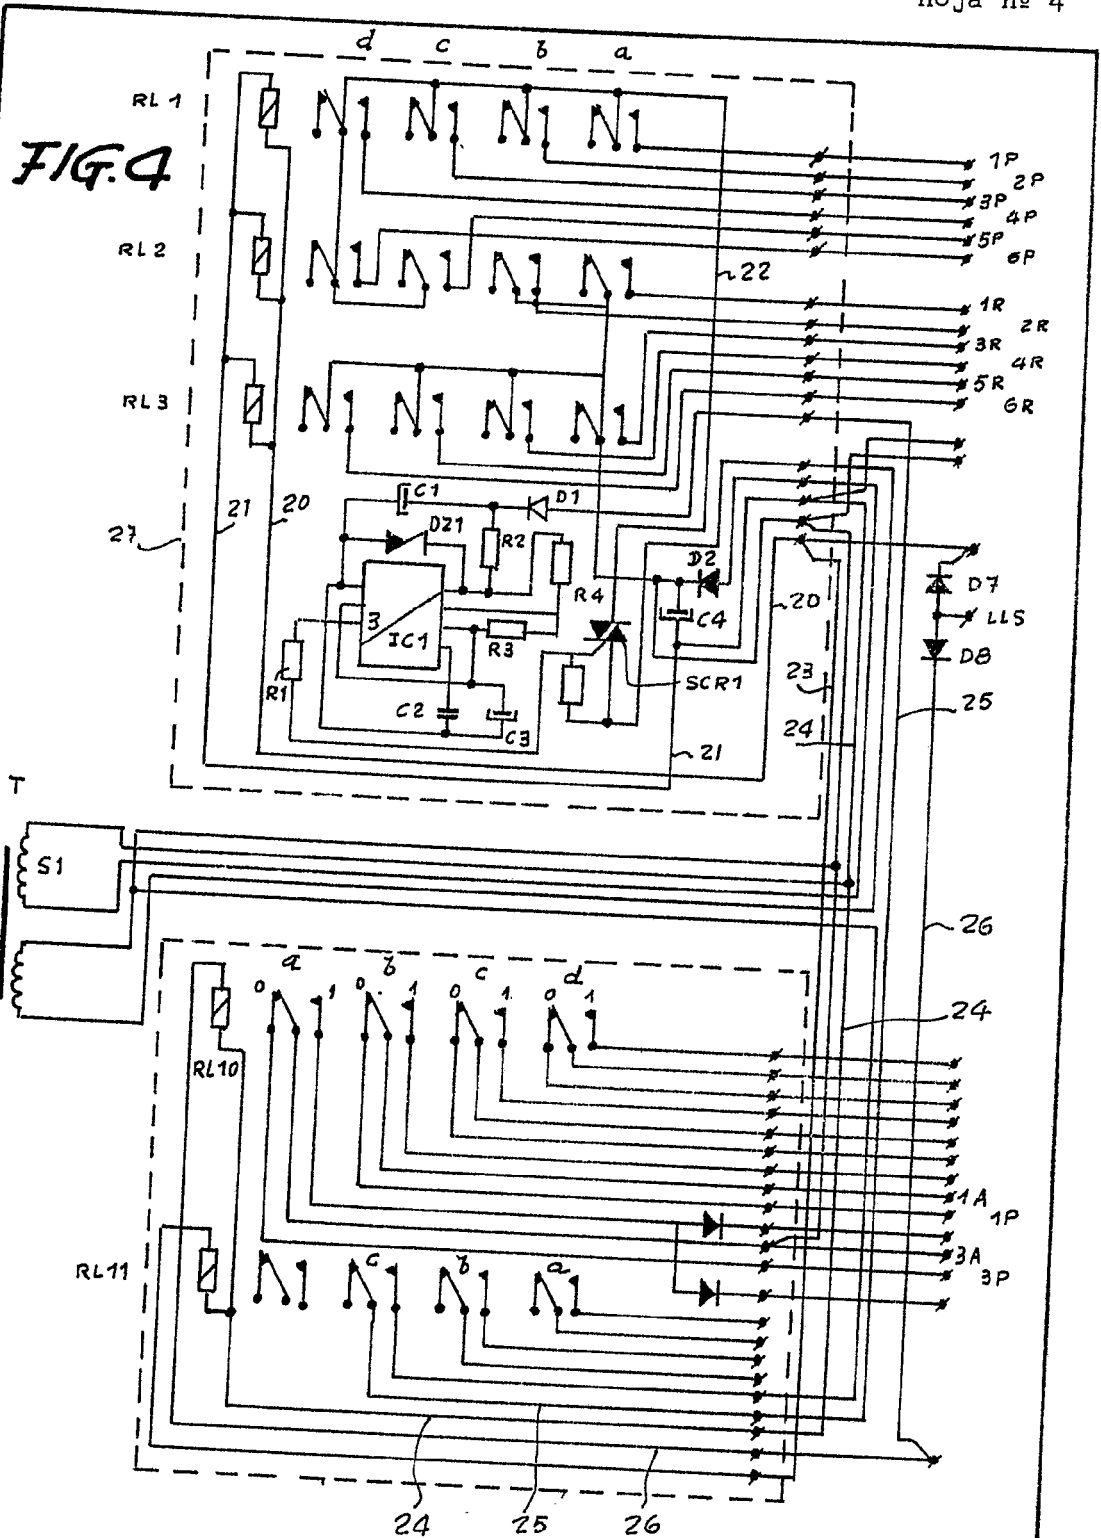 Hoja nº 4
d c b a
RL 1
FIG. 4
1P
2P
3P
4P
5P
6P
RL 2
22
1R
2R
3R
4R
5R
6R
RL3
C1
D1
21
20
DZ1
R2
27
D2
R4
D7
20
C4
LLS
3
IC1
R3
D8
R1
SCR1
23
25
C2
C3
24
21
T
S1
26
a b c d
0 1 0 1 0 1 0 1
24
RL10
1A
1P
3A
3P
RL11
c b a
24 25 26